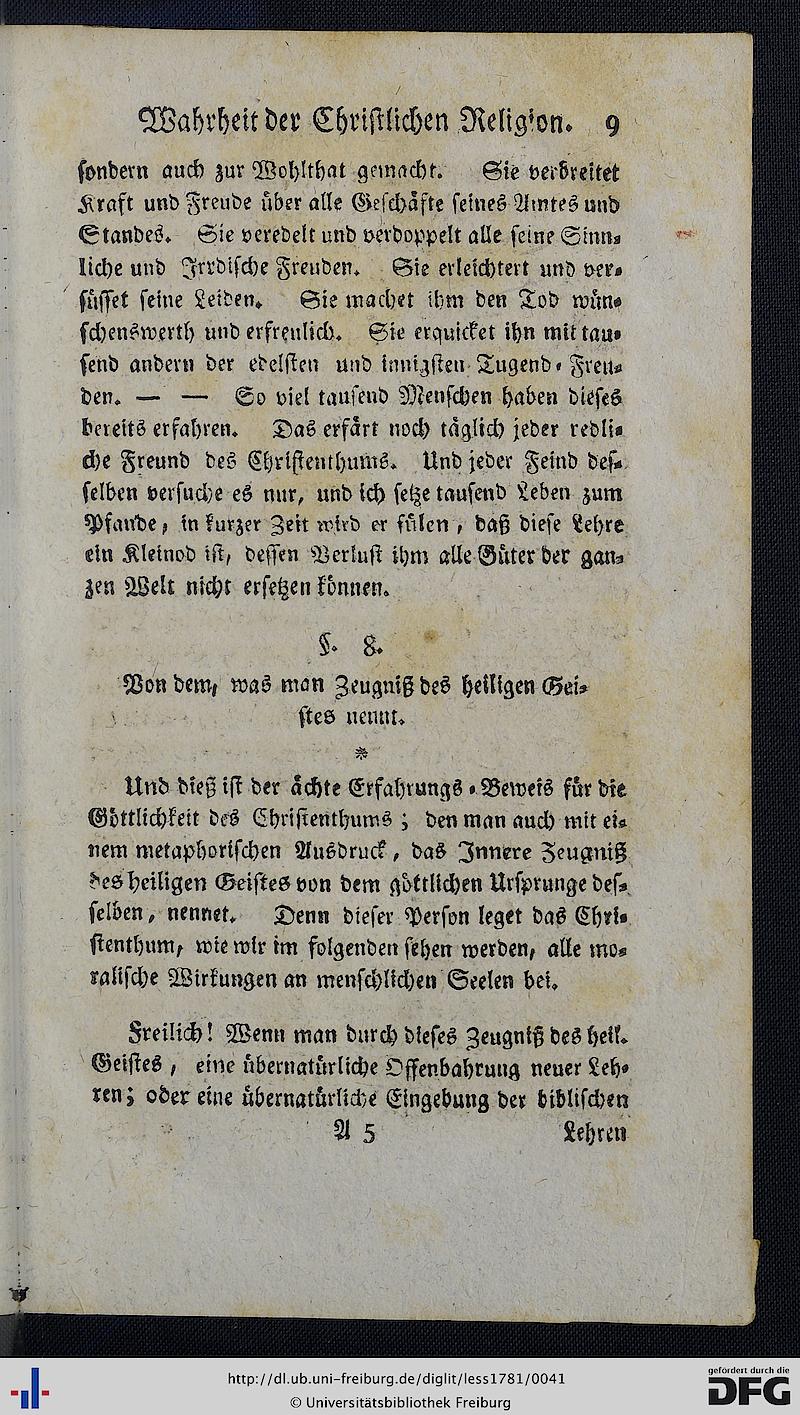 Wahrheit der Christlichen Religion. 9
sondern auch zur Wohlthat gemacht. Sie verbreitet
Kraft und Freude über alle Geschäfte seines Amtes und
Standes. Sie veredelt und verdoppelt alle seine Sinn-
liche und Irrdische Freuden. Sie erleichtert und ver-
süsset seine Leiden. Sie machet ihm den Tod wün-
schenswerth und erfreulich. Sie erquicket ihn mit tau-
send andern der edelsten und innigsten Tugend-Freu-
den. — — So viel tausend Menschen haben dieses
bereits erfahren. Das erfärt noch täglich jeder redli-
che Freund des Christenthums. Und jeder Feind des-
selben versuche es nur, und ich setze tausend Leben zum
Pfande, in kurzer Zeit wird er fülen, daß diese Lehre
ein Kleinod ist, dessen Verlust ihm alle Güter der gan-
zen Welt nicht ersetzen können.
§. 8.
Von dem, was man Zeugniß des heiligen Gei-
stes nennt.
*
Und dieß ist der ächte Erfahrungs-Beweis für die
Göttlichkeit des Christenthums; den man auch mit ei-
nem metaphorischen Ausdruck, das Innere Zeugniß
des heiligen Geistes von dem göttlichen Ursprunge des-
selben, nennet. Denn dieser Person leget das Chri-
stenthum, wie wir im folgenden sehen werden, alle mo-
ralische Wirkungen an menschlichen Seelen bei.
Freilich! Wenn man durch dieses Zeugniß des heil.
Geistes, eine übernatürliche Offenbahrung neuer Leh-
ren; oder eine übernatürliche Eingebung der biblischen
A 5 Lehren
http://dl.ub.uni-freiburg.de/diglit/less1781/0041
© Universitätsbibliothek Freiburg
gefördert durch die
DFG